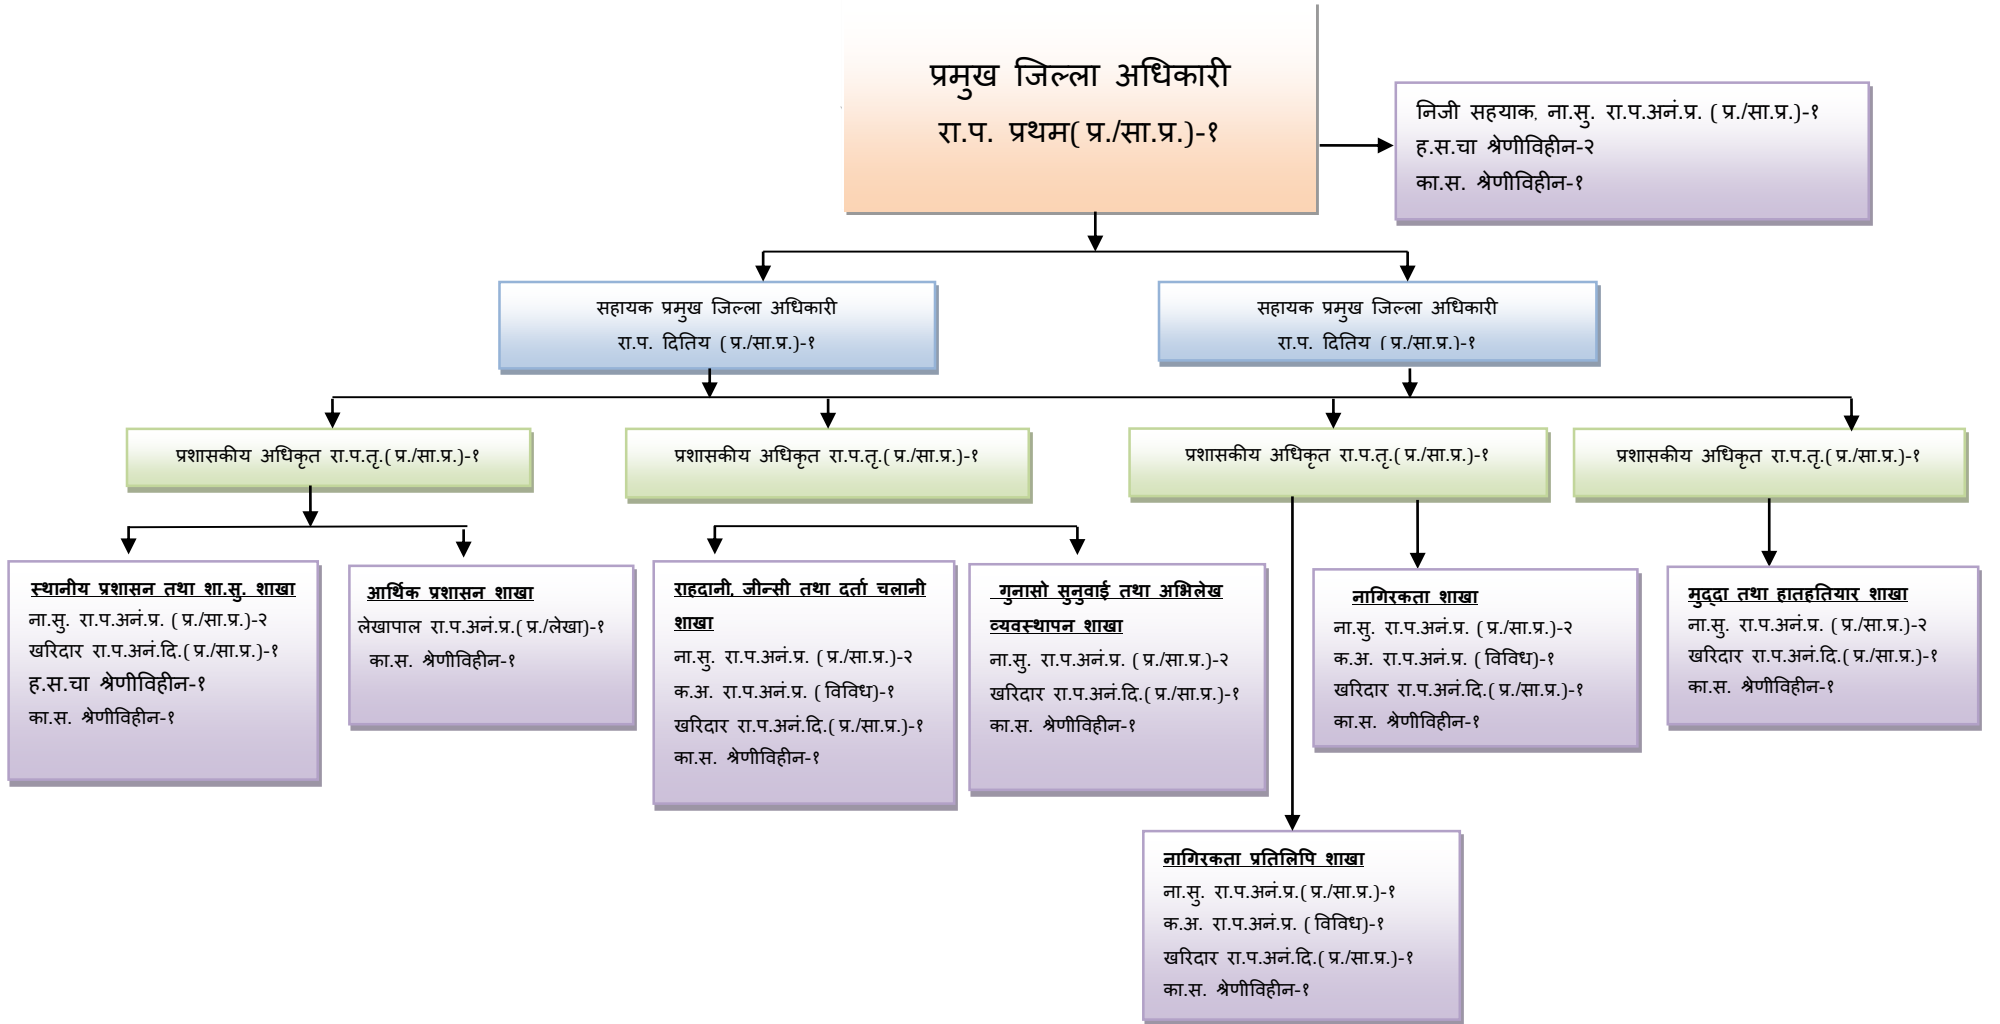 प्रमुख जिल्ला अधिकारी
रा.प. प्रथम(प्र./सा.प्र.)-१
निजी सहयाक, ना.सु. रा.प.अनं.प्र. (प्र./सा.प्र.)-१
ह.स.चा श्रेणीविहीन-२
का.स. श्रेणीविहीन-१
सहायक प्रमुख जिल्ला अधिकारी
रा.प. दितिय (प्र./सा.प्र.)-१
सहायक प्रमुख जिल्ला अधिकारी
रा.प. दितिय (प्र./सा.प्र.)-१
प्रशासकीय अधिकृत रा.प.तृ.(प्र./सा.प्र.)-१
प्रशासकीय अधिकृत रा.प.तृ.(प्र./सा.प्र.)-१
प्रशासकीय अधिकृत रा.प.तृ.(प्र./सा.प्र.)-१
प्रशासकीय अधिकृत रा.प.तृ.(प्र./सा.प्र.)-१
स्थानीय प्रशासन तथा शा.सु. शाखा
ना.सु. रा.प.अनं.प्र. (प्र./सा.प्र.)-२
खरिदार रा.प.अनं.दि.(प्र./सा.प्र.)-१
ह.स.चा श्रेणीविहीन-१
का.स. श्रेणीविहीन-१
आर्थिक प्रशासन शाखा
लेखापाल रा.प.अनं.प्र.(प्र./लेखा)-१
का.स. श्रेणीविहीन-१
राहदानी, जीन्सी तथा दर्ता चलानी
शाखा
ना.सु. रा.प.अनं.प्र. (प्र./सा.प्र.)-२
क.अ. रा.प.अनं.प्र. (विविध)-१
खरिदार रा.प.अनं.दि.(प्र./सा.प्र.)-१
का.स. श्रेणीविहीन-१
गुनासो सुनुवाई तथा अभिलेख
व्यवस्थापन शाखा
ना.सु. रा.प.अनं.प्र. (प्र./सा.प्र.)-२
खरिदार रा.प.अनं.दि.(प्र./सा.प्र.)-१
का.स. श्रेणीविहीन-१
नागिरकता शाखा
ना.सु. रा.प.अनं.प्र. (प्र./सा.प्र.)-२
क.अ. रा.प.अनं.प्र. (विविध)-१
खरिदार रा.प.अनं.दि.(प्र./सा.प्र.)-१
का.स. श्रेणीविहीन-१
मुद्दा तथा हातहतियार शाखा
ना.सु. रा.प.अनं.प्र. (प्र./सा.प्र.)-२
खरिदार रा.प.अनं.दि.(प्र./सा.प्र.)-१
का.स. श्रेणीविहीन-१
नागिरकता प्रतिलिपि शाखा
ना.सु. रा.प.अनं.प्र.(प्र./सा.प्र.)-१
क.अ. रा.प.अनं.प्र. (विविध)-१
खरिदार रा.प.अनं.दि.(प्र./सा.प्र.)-१
का.स. श्रेणीविहीन-१